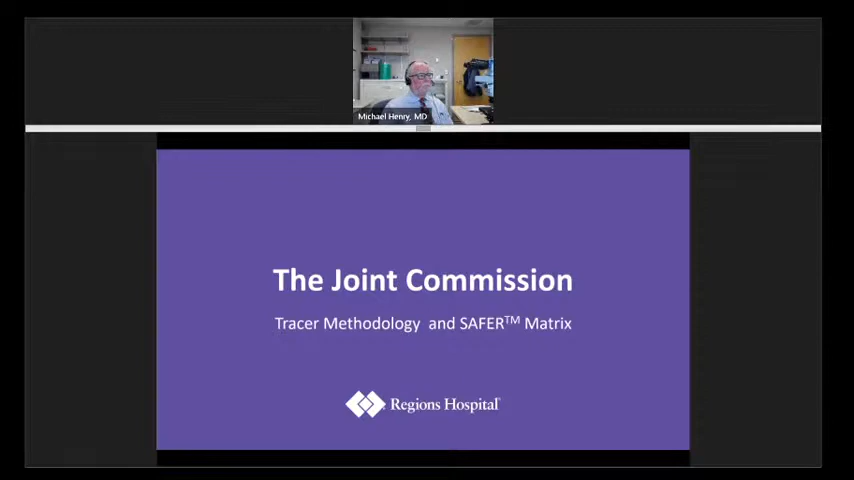 Michael Henry, MD
The Joint Commission
Tracer Methodology and SAFER™ Matrix
Regions Hospital